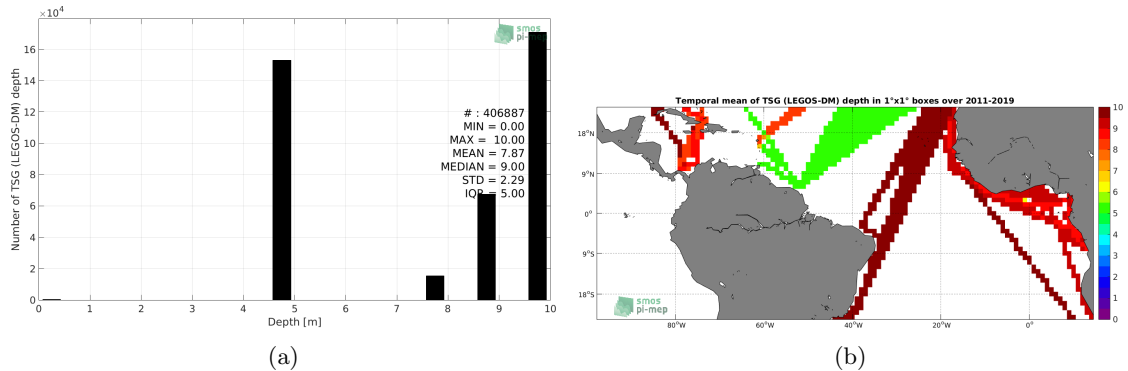 ×10⁴
16
14
12
10
8
6
4
2
0
Number of TSG (LEGOS-DM) depth
smos
pi-mep
# : 406887
MIN = 0.00
MAX = 10.00
MEAN = 7.87
MEDIAN = 9.00
STD = 2.29
IQR = 5.00
0 1 2 3 4 5 6 7 8 9 10
Depth [m]
(a)
Temporal mean of TSG (LEGOS-DM) depth in 1°x1° boxes over 2011-2019
18°N
9°N
0°
9°S
18°S
80°W 60°W 40°W 20°W 0°
smos
pi-mep
10
9
8
7
6
5
4
3
2
1
0
(b)